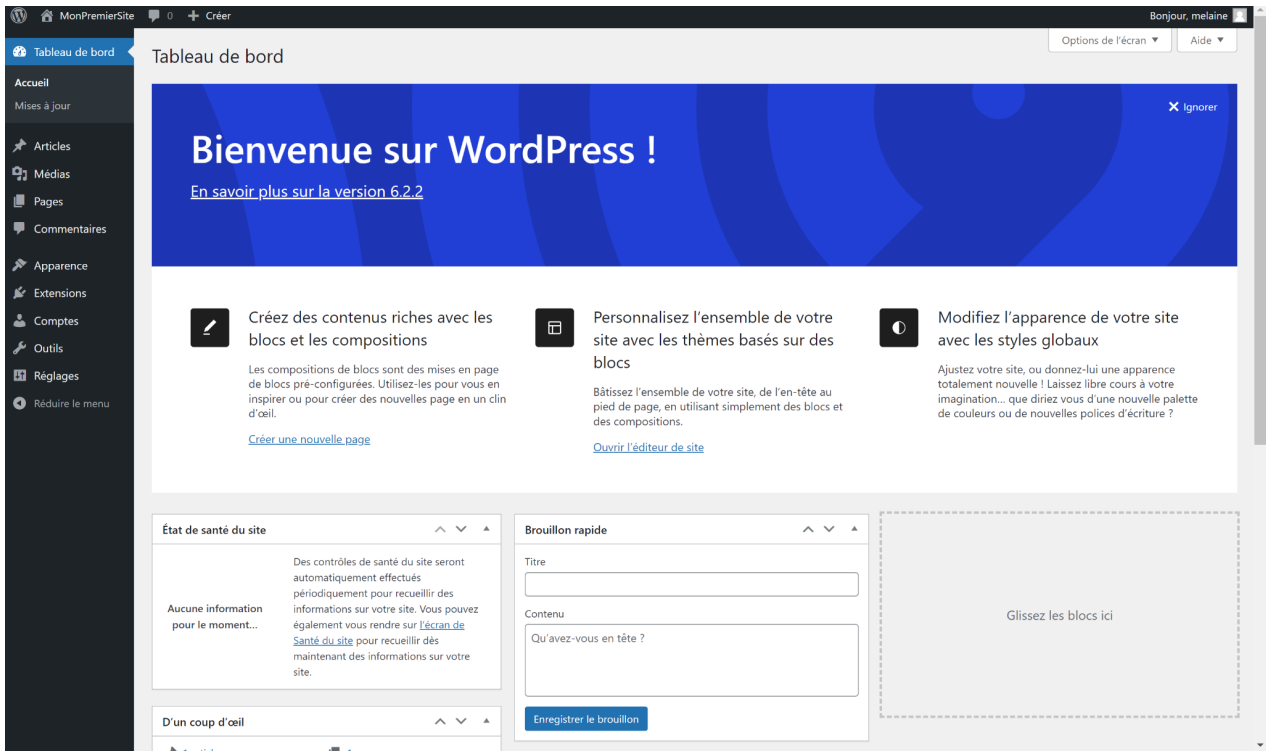 MonPremierSite 0 Créer Bonjour, melaine
Tableau de bord
Accueil
Mises à jour
Articles
Médias
Pages
Commentaires
Apparence
Extensions
Comptes
Outils
Réglages
Réduire le menu
Options de l'écran Aide
Tableau de bord
Ignorer
Bienvenue sur WordPress !
En savoir plus sur la version 6.2.2
Créez des contenus riches avec les
blocs et les compositions
Les compositions de blocs sont des mises en page
de blocs pré-configurées. Utilisez-les pour vous en
inspirer ou pour créer des nouvelles page en un clin
d'œil.
Créer une nouvelle page
Personnalisez l'ensemble de votre
site avec les thèmes basés sur des
blocs
Bâtissez l'ensemble de votre site, de l'en-tête au
pied de page, en utilisant simplement des blocs et
des compositions.
Ouvrir l'éditeur de site
Modifiez l'apparence de votre site
avec les styles globaux
Ajustez votre site, ou donnez-lui une apparence
totalement nouvelle ! Laissez libre cours à votre
imagination... que diriez vous d'une nouvelle palette
de couleurs ou de nouvelles polices d'écriture ?
État de santé du site
Aucune information
pour le moment...
Des contrôles de santé du site seront
automatiquement effectués
périodiquement pour recueillir des
informations sur votre site. Vous pouvez
également vous rendre sur l'écran de
Santé du site pour recueillir dès
maintenant des informations sur votre
site.
D'un coup d'œil
Brouillon rapide
Titre
Contenu
Qu'avez-vous en tête ?
Enregistrer le brouillon
Glissez les blocs ici